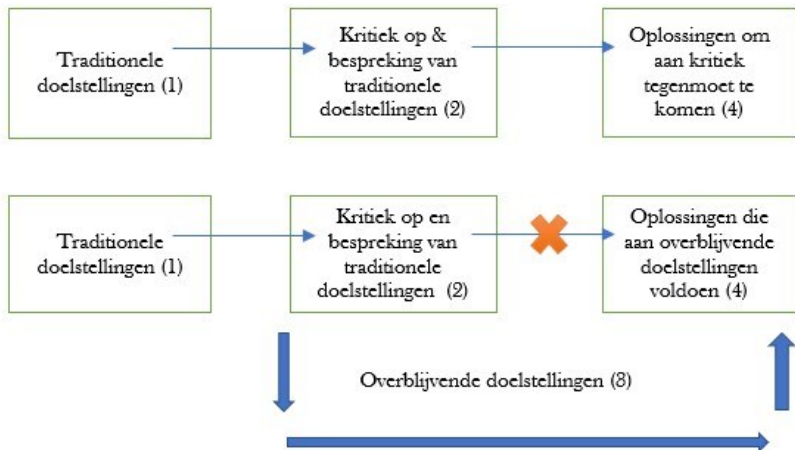 Traditionele
doelstellingen (1)
Kritiek op &
bespreking van
traditionele
doelstellingen (2)
Oplossingen om
aan kritiek
tegenmoet te
komen (4)
Traditionele
doelstellingen (1)
Kritiek op en
bespreking van
traditionele
doelstellingen (2)
Oplossingen die
aan overblijvende
doelstellingen
voldoen (4)
Overblijvende doelstellingen (3)